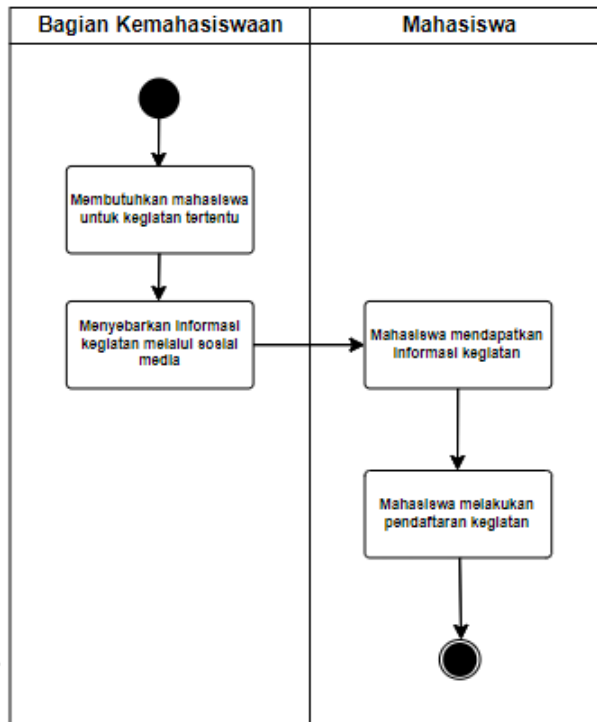 Bagian Kemahasiswaan
Mahasiswa
Membutuhkan mahasiswa
untuk kegiatan tertentu
Menyebarkan informasi
kegiatan melalui sosial
media
Mahasiswa mendapatkan
informasi kegiatan
Mahasiswa melakukan
pendaftaran kegiatan